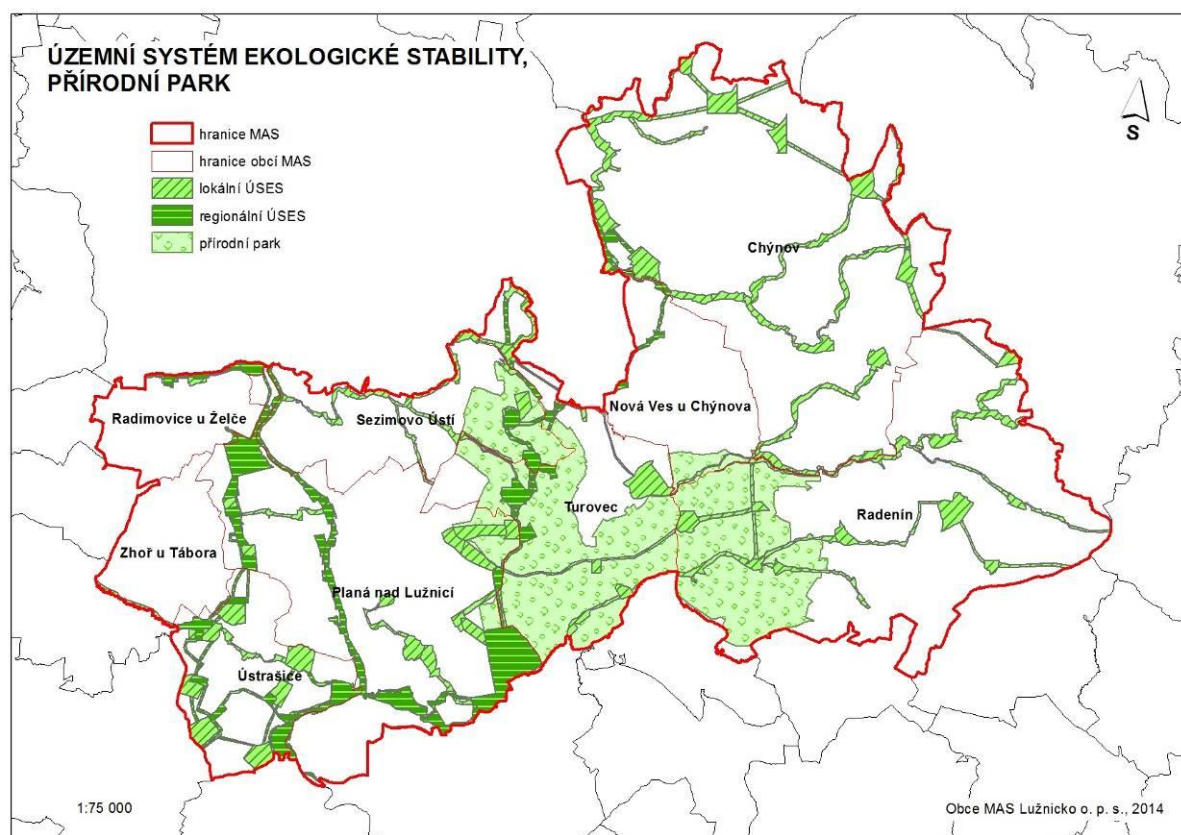 ÚZEMNÍ SYSTÉM EKOLOGICKÉ STABILITY,
PŘÍRODNÍ PARK
hranice MAS
hranice obcí MAS
lokální ÚSES
regionální ÚSES
přírodní park
S
Chýnov
Radimovice u Želče
Sezimovo Ústí
Nová Ves u Chýnova
Turovec
Radenín
Zhoř u Tábora
Planá nad Lužnicí
Ústrašice
1:75 000
Obce MAS Lužnicko o. p. s., 2014